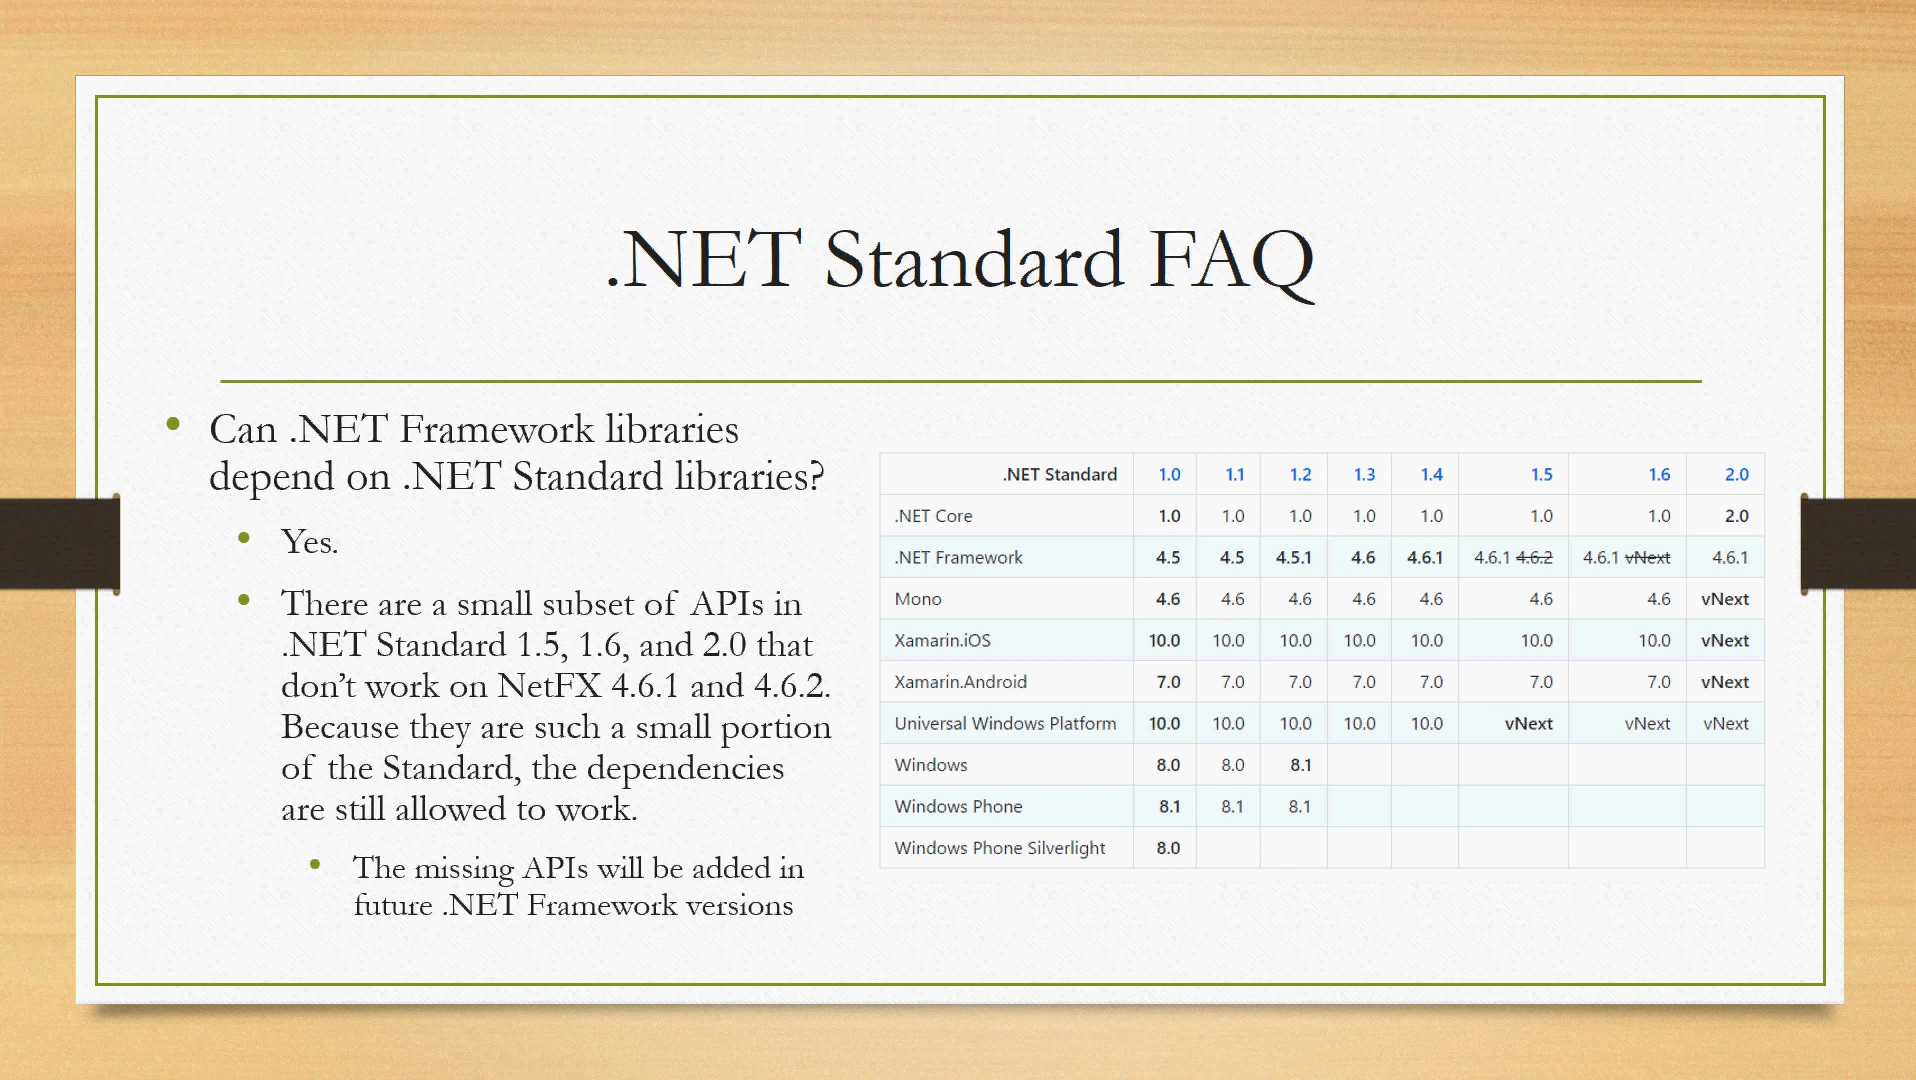 .NET Standard FAQ
• Can .NET Framework libraries
depend on .NET Standard libraries?
• Yes.
• There are a small subset of APIs in
.NET Standard 1.5, 1.6, and 2.0 that
don't work on NetFX 4.6.1 and 4.6.2.
Because they are such a small portion
of the Standard, the dependencies
are still allowed to work.
• The missing APIs will be added in
future .NET Framework versions
.NET Standard 1.0 1.1 1.2 1.3 1.4 1.5 1.6 2.0
.NET Core 1.0 1.0 1.0 1.0 1.0 1.0 1.0 2.0
.NET Framework 4.5 4.5 4.5.1 4.6 4.6.1 4.6.1 4.6.2 4.6.1 vNext 4.6.1
Mono 4.6 4.6 4.6 4.6 4.6 4.6 4.6 vNext
Xamarin.iOS 10.0 10.0 10.0 10.0 10.0 10.0 10.0 vNext
Xamarin.Android 7.0 7.0 7.0 7.0 7.0 7.0 7.0 vNext
Universal Windows Platform 10.0 10.0 10.0 10.0 10.0 vNext vNext vNext
Windows 8.0 8.0 8.1
Windows Phone 8.1 8.1 8.1
Windows Phone Silverlight 8.0